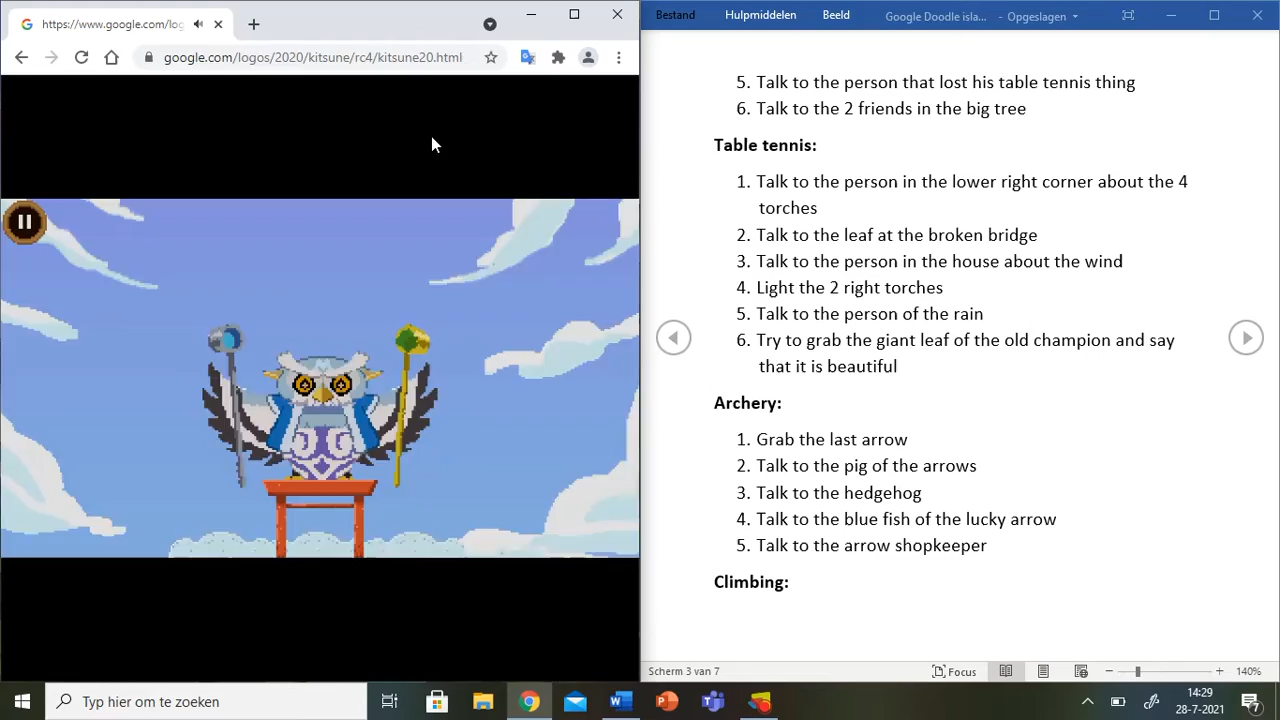 https://www.google.com/log
google.com/logos/2020/kitsune/rc4/kitsune20.html
Bestand Hulpmiddelen Beeld Google Doodle isla... - Opgeslagen
5. Talk to the person that lost his table tennis thing
6. Talk to the 2 friends in the big tree
Table tennis:
1. Talk to the person in the lower right corner about the 4
torches
2. Talk to the leaf at the broken bridge
3. Talk to the person in the house about the wind
4. Light the 2 right torches
5. Talk to the person of the rain
6. Try to grab the giant leaf of the old champion and say
that it is beautiful
Archery:
1. Grab the last arrow
2. Talk to the pig of the arrows
3. Talk to the hedgehog
4. Talk to the blue fish of the lucky arrow
5. Talk to the arrow shopkeeper
Climbing:
Scherm 3 van 7 Focus 140%
Typ hier om te zoeken
14:29
28-7-2021
7